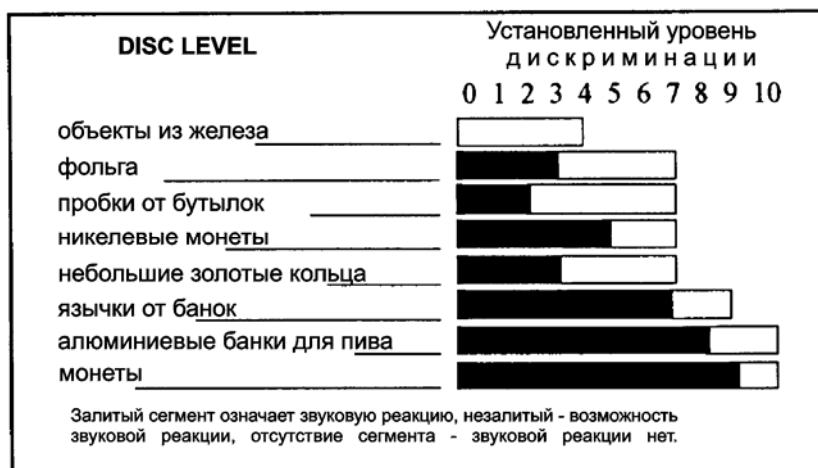 DISC LEVEL
Установленный уровень
дискриминации
0 1 2 3 4 5 6 7 8 9 10
объекты из железа
фольга
пробки от бутылок
никелевые монеты
небольшие золотые кольца
язычки от банок
алюминиевые банки для пива
монеты
Залитый сегмент означает звуковую реакцию, незалитый - возможность
звуковой реакции, отсутствие сегмента - звуковой реакции нет.